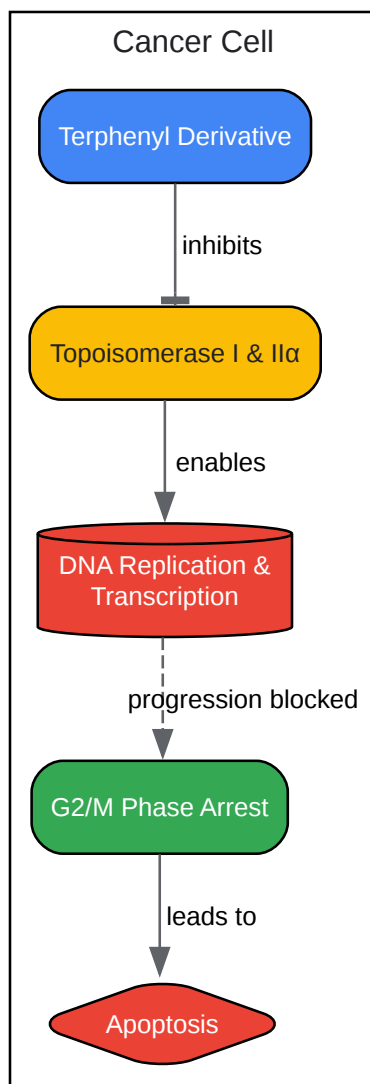 Cancer Cell
Terphenyl Derivative
inhibits
Topoisomerase I & IIα
enables
DNA Replication &
Transcription
progression blocked
G2/M Phase Arrest
leads to
Apoptosis